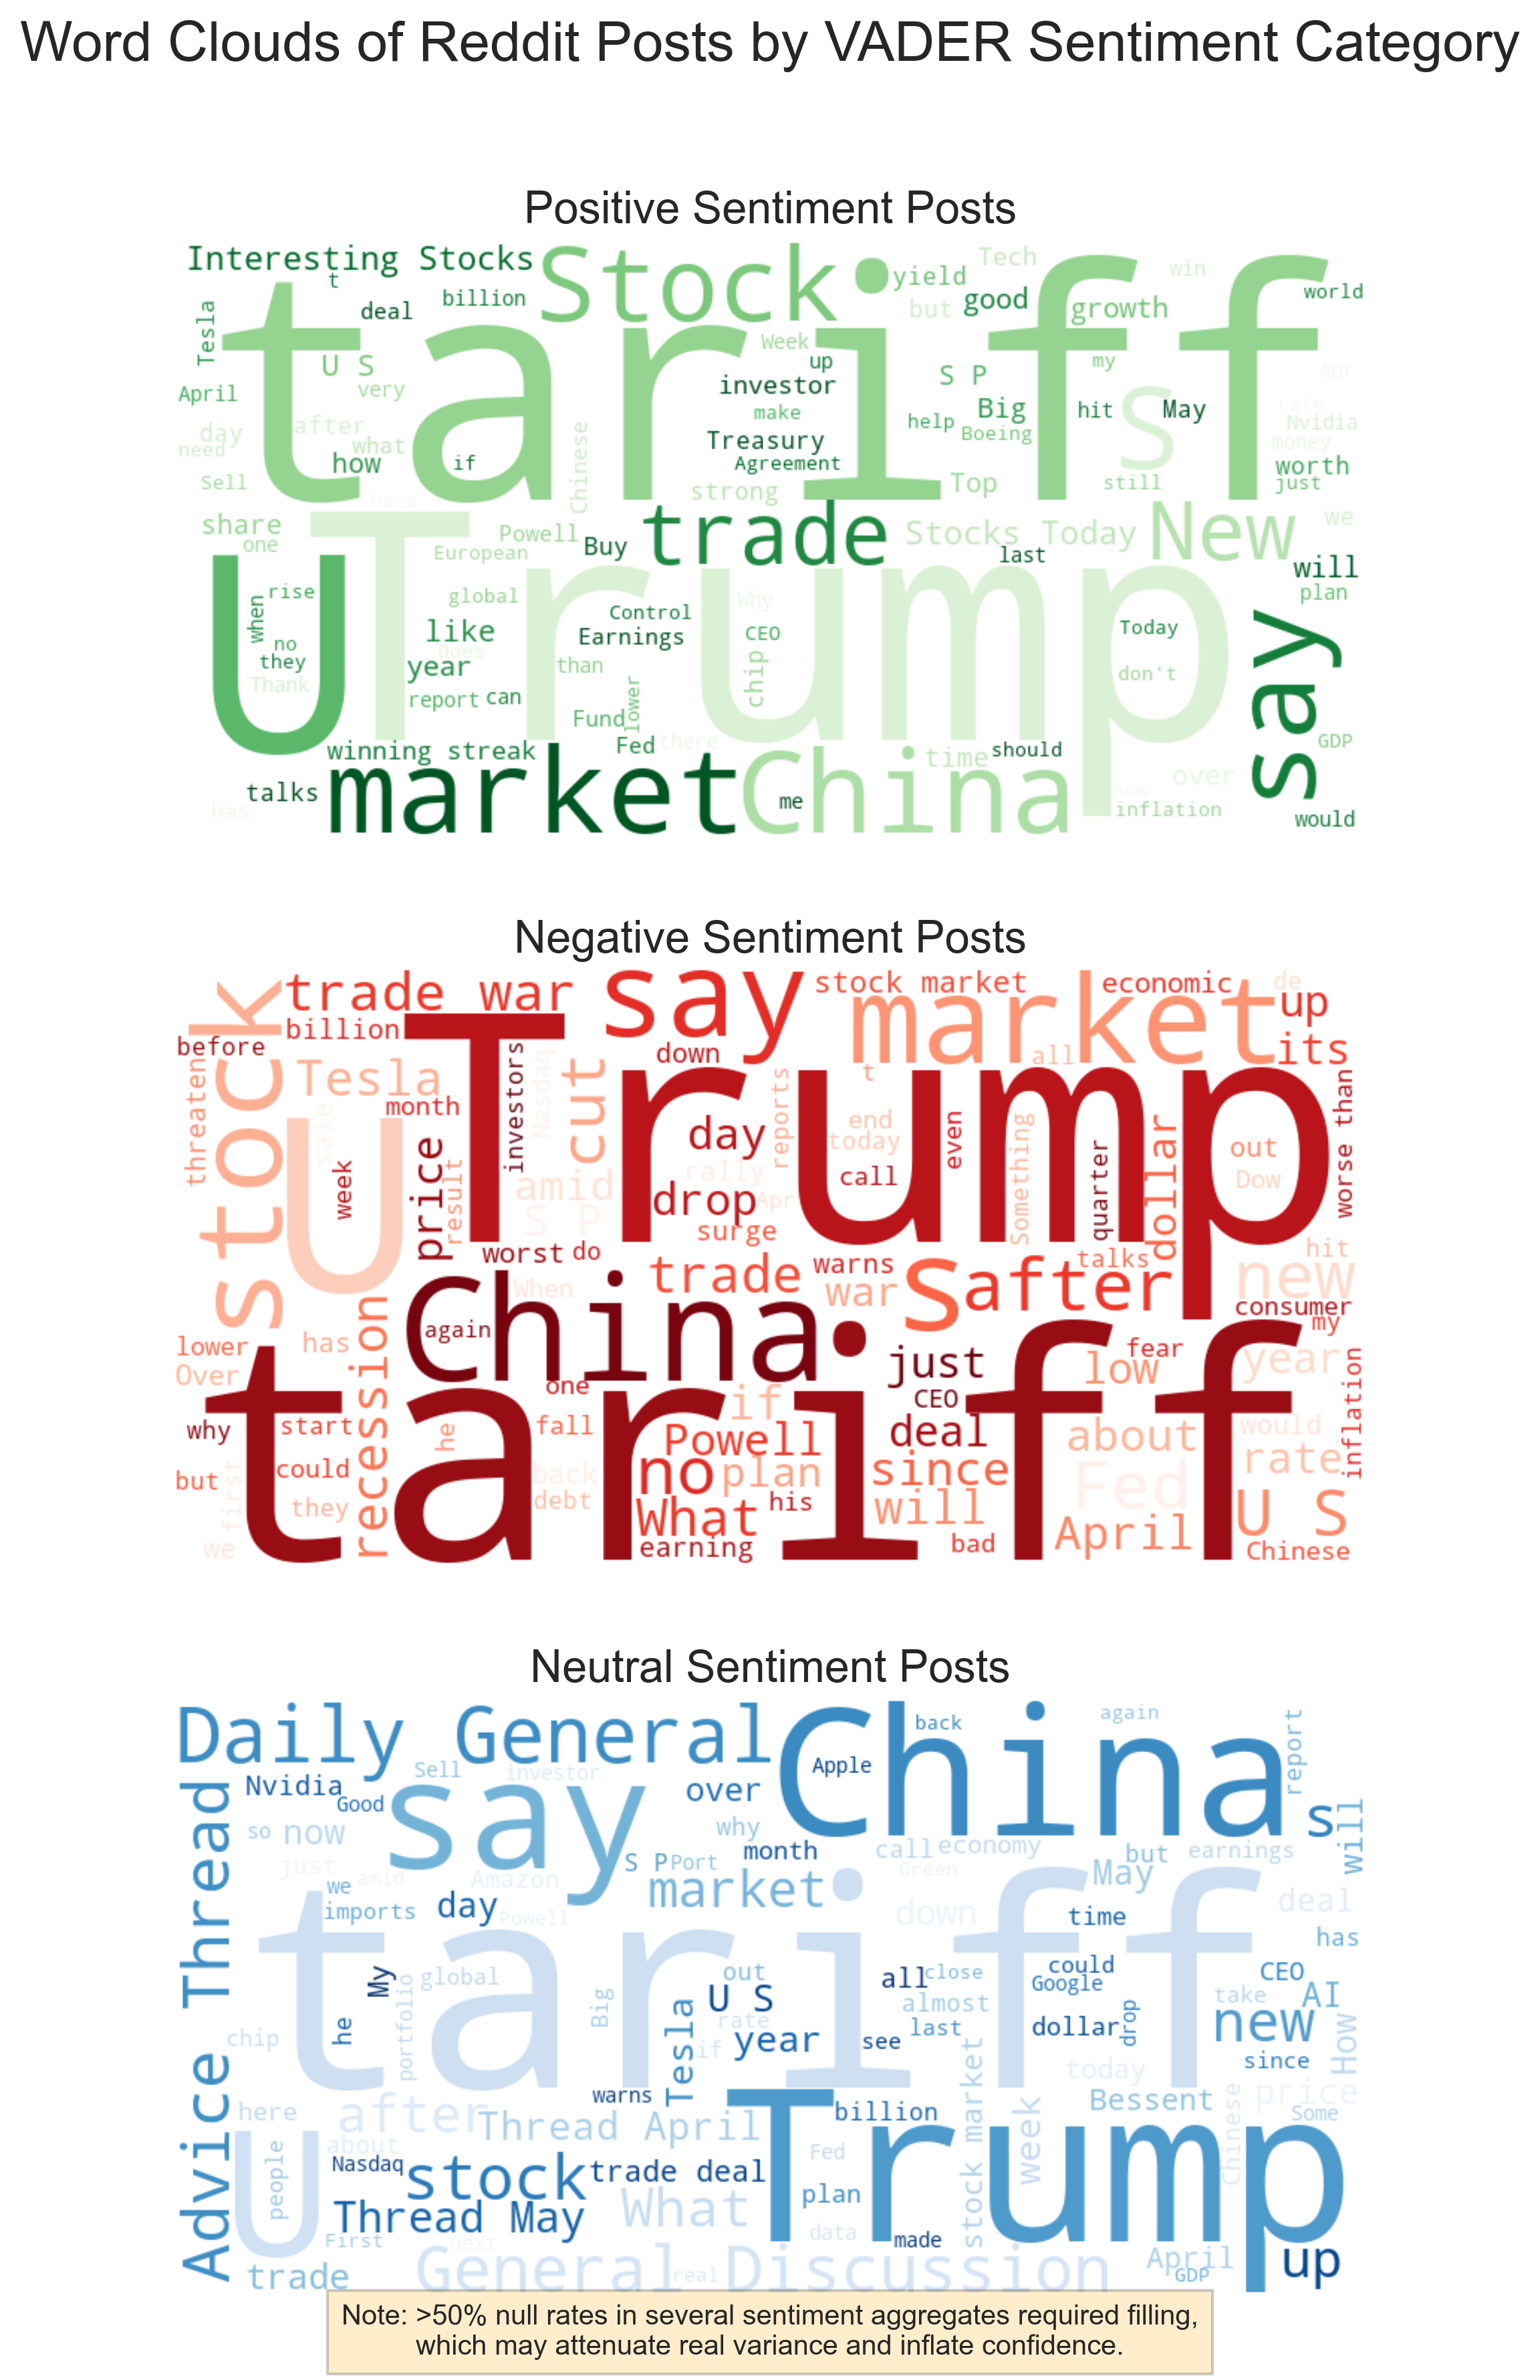 Word Clouds of Reddit Posts by VADER Sentiment Category
Positive Sentiment Posts
Interesting Stocks
Stock
yield
Tech
win
t
deal
billion
but
good
growth
world
Tesla
tariff
Week
U S
up
my
Apr
April
very
investor
S P
S
make
Big
hit
May
rate
Nvidia
day
after
help
Boeing
money
need
what
Treasury
how
if
Agreement
worth
Sell
Chinese
strong
Top
still
just
Here
share
one
Powell
European
Buy
trade
Stocks Today
last
New
we
will
plan
U
Trump
when
rise
global
Why
Control
no
like
Earnings
CEO
Today
say
they
Does
year
than
chip
don't
Thank
report
can
lower
Fund
winning streak
Fed
there
time
should
GDP
market
China
over
talks
me
now
has
inflation
would
Negative Sentiment Posts
trade war
say
stock market
economic
de
stock
billion
market
up
before
Trump
down
all
its
threaten
Tesla
investors
Nasdaq
cut
reports
t
month
sale
end
U
price
day
today
even
Something
dollar
out
worse than
week
result
amid
rally
call
quarter
Dow
S P
drop
Apr
surge
worst
do
trade
warns
talks
hit
When
war
s
after
new
China
consumer
again
my
lower
has
recession
just
fear
Over
tariff
one
if
CEO
low
year
inflation
why
start
he
fall
Powell
deal
about
would
but
could
back
no
plan
since
Fed
rate
first
they
debt
What
his
will
U S
we
earning
bad
April
Chinese
Neutral Sentiment Posts
Daily General
China
back
again
report
Advice Thread
Sell
investor
Apple
Nvidia
Good
say
over
s
will
so
now
why
month
call
economy
but
earnings
just
amid
Amazon
S P
Port
Green
May
we
market
imports
day
Powell
down
time
deal
tariff
has
My
portfolio
global
out
all
close
could
CEO
Big
Tesla
U S
Google
take
AI
he
almost
chip
rate
year
last
dollar
drop
new
How
if
see
since
today
warns
Bessent
price
here
after
Thread April
Trump
billion
stock market
week
Chinese
Some
U
about
people
Nasdaq
stock
trade deal
Fed
plan
Thread May
What
First
next
data
made
April
GDP
up
trade
General Discussion
real
Note: >50% null rates in several sentiment aggregates required filling,
which may attenuate real variance and inflate confidence.